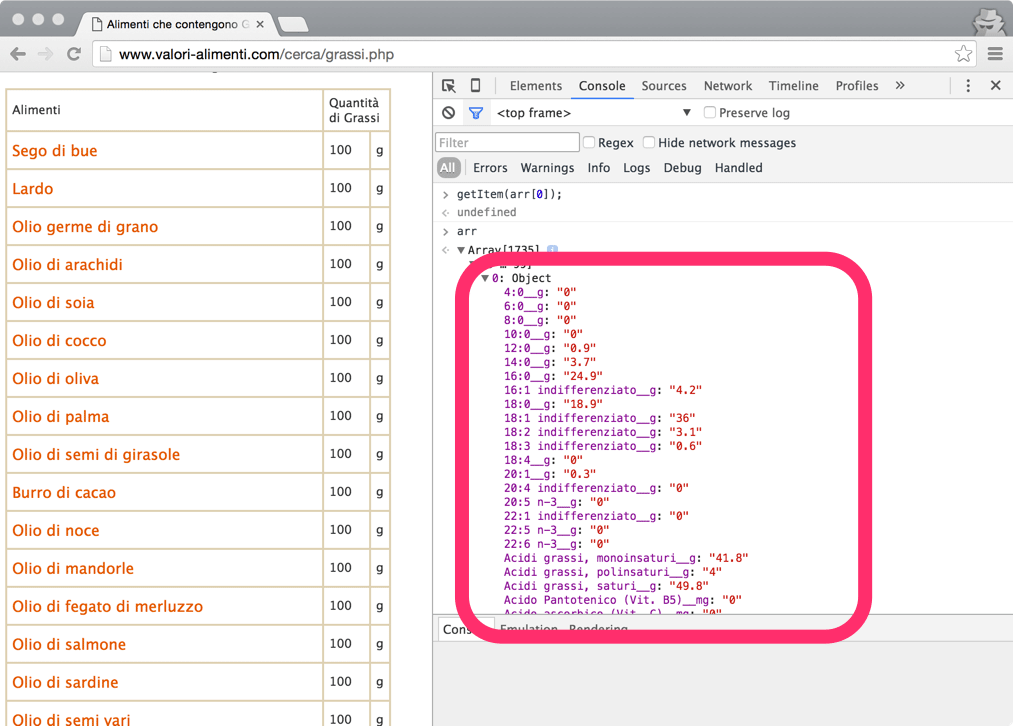 Alimenti che contengono G
www.valori-alimenti.com/cerca/grassi.php
Alimenti
Quantità
di Grassi
Sego di bue 100 g
Lardo 100 g
Olio germe di grano 100 g
Olio di arachidi 100 g
Olio di soia 100 g
Olio di cocco 100 g
Olio di oliva 100 g
Olio di palma 100 g
Olio di semi di girasole 100 g
Burro di cacao 100 g
Olio di noce 100 g
Olio di mandorle 100 g
Olio di fegato di merluzzo 100 g
Olio di salmone 100 g
Olio di sardine 100 g
Olio di semi vari 100 g
Elements Console Sources Network Timeline Profiles »
<top frame> ▼ Preserve log
Filter Regex Hide network messages
All Errors Warnings Info Logs Debug Handled
> getItem(arr[0]);
undefined
> arr
▼ Array[1735]
▼ 0: Object
4:0__g: "0"
6:0__g: "0"
8:0__g: "0"
10:0__g: "0"
12:0__g: "0.9"
14:0__g: "3.7"
16:0__g: "24.9"
16:1 indifferenziato__g: "4.2"
18:0__g: "18.9"
18:1 indifferenziato__g: "36"
18:2 indifferenziato__g: "3.1"
18:3 indifferenziato__g: "0.6"
18:4__g: "0"
20:1__g: "0.3"
20:4 indifferenziato__g: "0"
20:5 n-3__g: "0"
22:1 indifferenziato__g: "0"
22:5 n-3__g: "0"
22:6 n-3__g: "0"
Acidi grassi, monoinsaturi__g: "41.8"
Acidi grassi, polinsaturi__g: "4"
Acidi grassi, saturi__g: "49.8"
Acido Pantotenico (Vit. B5)__mg: "0"
Acido ascorbico (Vit. C)__mg: "0"
Cons Emulation Rendering